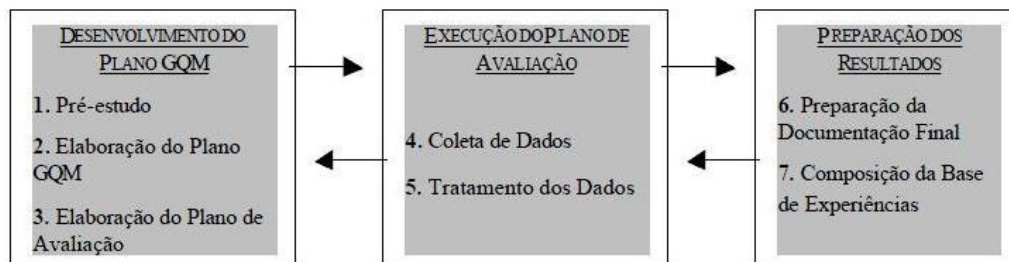 DESENVOLVIMENTO DO
PLANO GQM
1. Pré-estudo
2. Elaboração do Plano
GQM
3. Elaboração do Plano de
Avaliação
EXECUÇÃO DO PLANO DE
AVALIAÇÃO
4. Coleta de Dados
5. Tratamento dos Dados
PREPARAÇÃO DOS
RESULTADOS
6. Preparação da
Documentação Final
7. Composição da Base
de Experiências